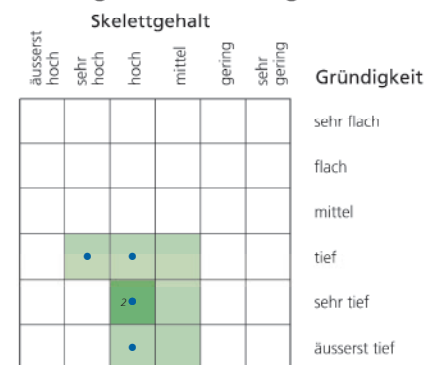 Skelettgehalt
äusserst hoch
sehr hoch
hoch
mittel
gering
sehr gering
Gründigkeit
sehr flach
flach
mittel
tief
2
sehr tief
äusserst tief